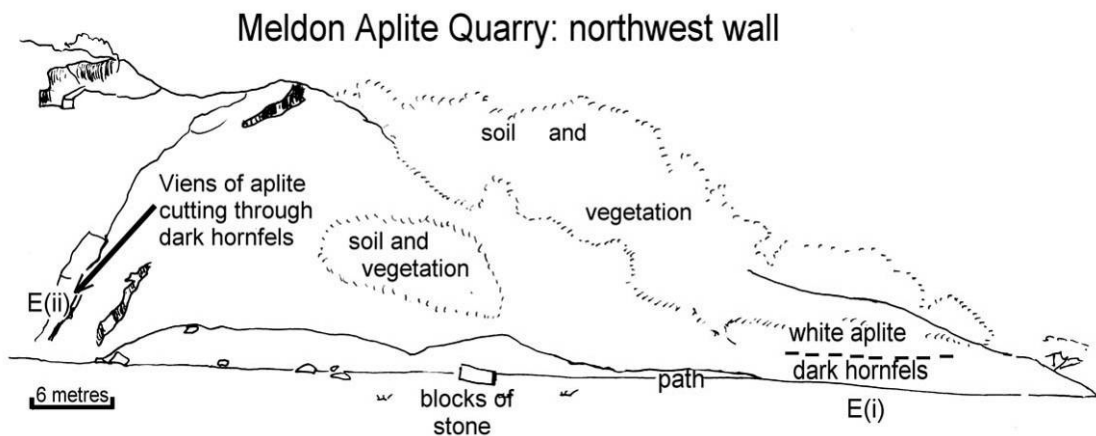 Meldon Aplite Quarry: northwest wall
soil and
Viens of aplite
cutting through
dark hornfels
vegetation
soil and
vegetation
E(ii)
white aplite
dark hornfels
path
6 metres
blocks of
stone
E(i)